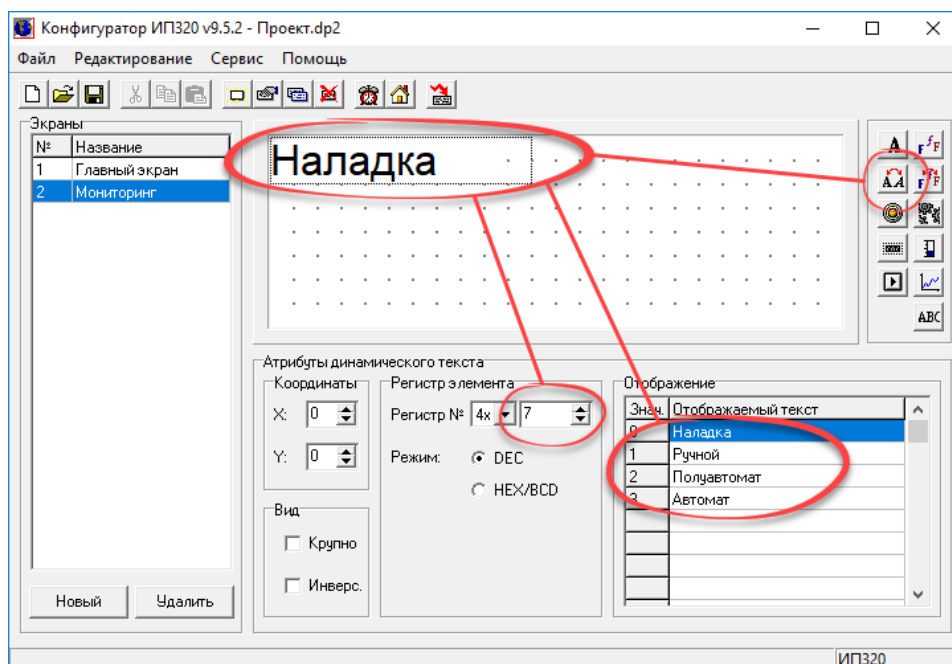 Конфигуратор ИП320 v9.5.2 - Проект.dp2
Файл Редактирование Сервис Помощь
Экраны
№ Название
1 Главный экран
2 Мониторинг
Новый Удалить
Наладка
A F f F
A A F F
ABC
Атрибуты динамического текста
Координаты
X: 0
Y: 0
Вид
Крупно
Инверс.
Регистр элемента
Регистр № 4x 7
Режим: DEC
HEX/BCD
Отображение
Знач. Отображаемый текст
0 Наладка
1 Ручной
2 Полуавтомат
3 Автомат
ИП320